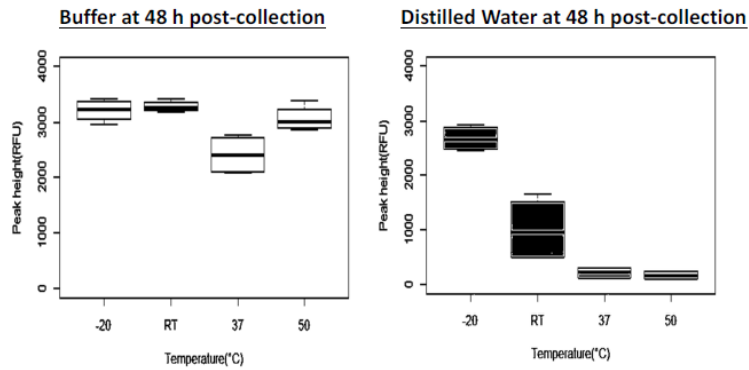 Buffer at 48 h post-collection
Peak height(RFU)
4000
3000
2000
1000
0
-20 RT 37 50
Temperature(°C)
Distilled Water at 48 h post-collection
Peak height(RFU)
4000
3000
2000
1000
0
-20 RT 37 50
Temperature(°C)